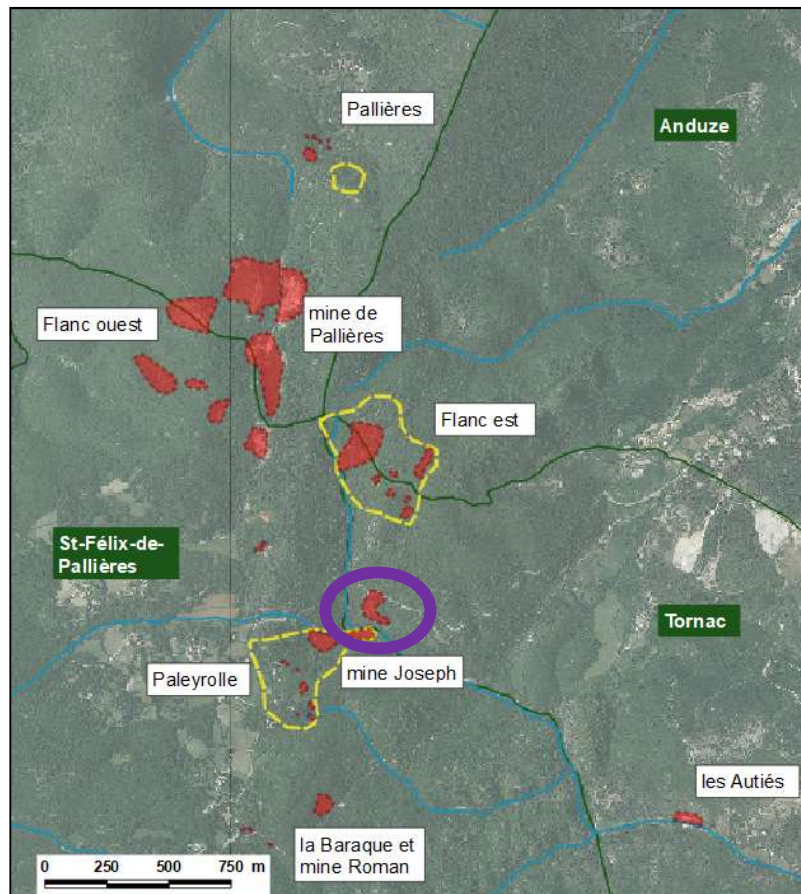 Pallières
Anduze
Flanc ouest
mine de
Pallières
Flanc est
St-Félix-de-
Pallières
Tornac
Paleyrolle
mine Joseph
les Autiés
la Baraque et
mine Roman
0 250 500 750 m